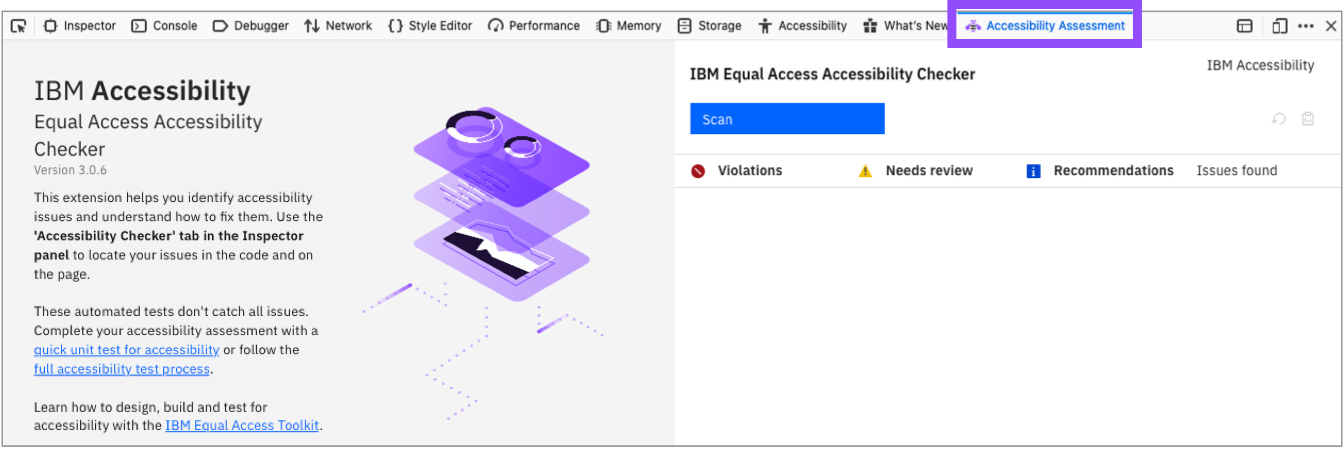 Inspector Console Debugger Network Style Editor Performance Memory Storage Accessibility What's New Accessibility Assessment
IBM Accessibility
Equal Access Accessibility
Checker
Version 3.0.6
This extension helps you identify accessibility
issues and understand how to fix them. Use the
'Accessibility Checker' tab in the Inspector
panel to locate your issues in the code and on
the page.
These automated tests don't catch all issues.
Complete your accessibility assessment with a
quick unit test for accessibility or follow the
full accessibility test process.
Learn how to design, build and test for
accessibility with the IBM Equal Access Toolkit.
IBM Accessibility
IBM Equal Access Accessibility Checker
Scan
Violations Needs review Recommendations Issues found